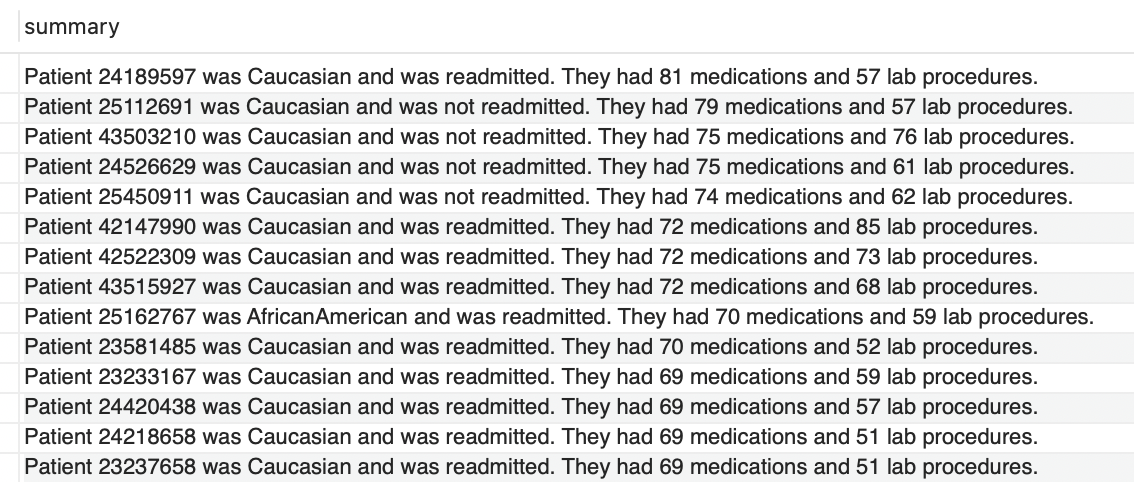 summary
Patient 24189597 was Caucasian and was readmitted. They had 81 medications and 57 lab procedures.
Patient 25112691 was Caucasian and was not readmitted. They had 79 medications and 57 lab procedures.
Patient 43503210 was Caucasian and was not readmitted. They had 75 medications and 76 lab procedures.
Patient 24526629 was Caucasian and was not readmitted. They had 75 medications and 61 lab procedures.
Patient 25450911 was Caucasian and was not readmitted. They had 74 medications and 62 lab procedures.
Patient 42147990 was Caucasian and was readmitted. They had 72 medications and 85 lab procedures.
Patient 42522309 was Caucasian and was readmitted. They had 72 medications and 73 lab procedures.
Patient 43515927 was Caucasian and was readmitted. They had 72 medications and 68 lab procedures.
Patient 25162767 was AfricanAmerican and was readmitted. They had 70 medications and 59 lab procedures.
Patient 23581485 was Caucasian and was readmitted. They had 70 medications and 52 lab procedures.
Patient 23233167 was Caucasian and was readmitted. They had 69 medications and 59 lab procedures.
Patient 24420438 was Caucasian and was readmitted. They had 69 medications and 57 lab procedures.
Patient 24218658 was Caucasian and was readmitted. They had 69 medications and 51 lab procedures.
Patient 23237658 was Caucasian and was readmitted. They had 69 medications and 51 lab procedures.